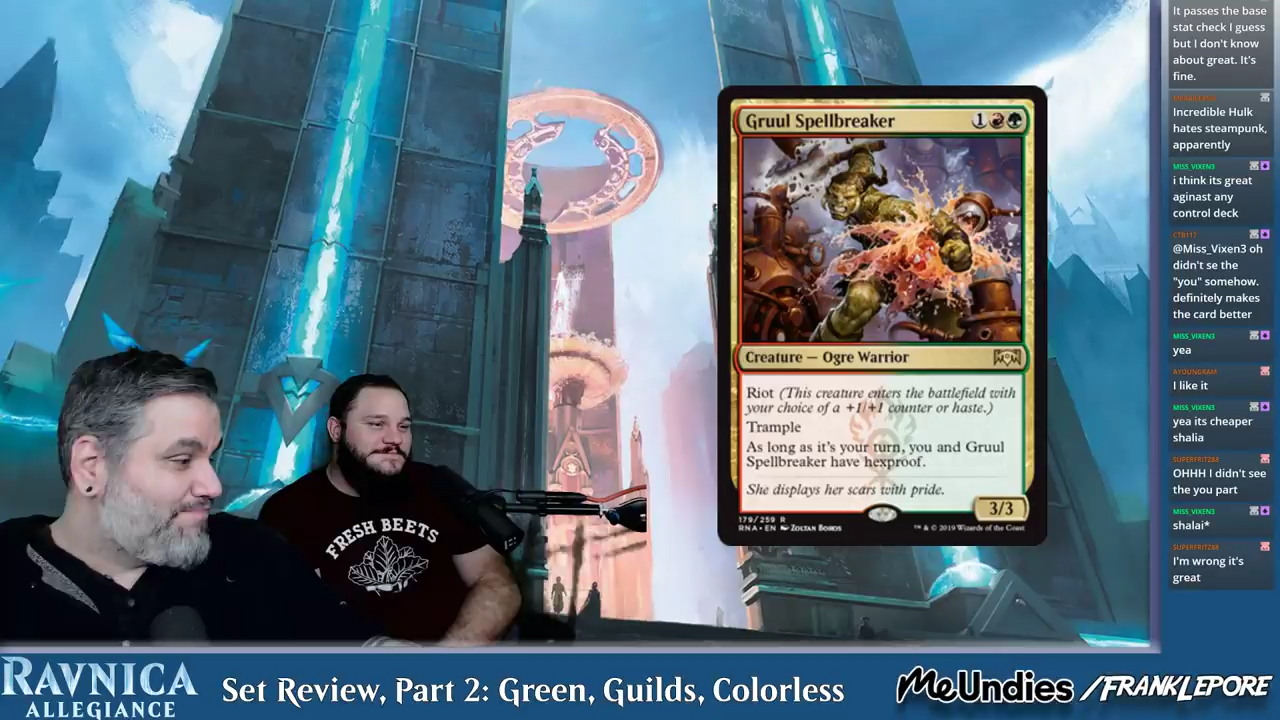 It passes the base
stat check I guess
but I don't know
about great. It's
fine.
Incredible Hulk
hates steampunk,
apparently
MISS_VIXEN3
i think its great
aginast any
control deck
CTB117
@Miss_Vixen3 oh
didn't se the
"you" somehow.
definitely makes
the card better
MISS_VIXEN3
yea
AYOUNGRAM
I like it
MISS_VIXEN3
yea its cheaper
shalia
SUPERFRITZ88
OHHH I didn't see
the you part
MISS_VIXEN3
shalai*
SUPERFRITZ88
I'm wrong it's
great
Gruul Spellbreaker 1
Creature — Ogre Warrior
Riot (This creature enters the battlefield with
your choice of a +1/+1 counter or haste.)
Trample
As long as it's your turn, you and Gruul
Spellbreaker have hexproof.
She displays her scars with pride.
3/3
179/259 R
RNA • EN Zoltan Boros ™ & © 2019 Wizards of the Coast
FRESH BEETS
RAVNICA
ALLEGIANCE
Set Review, Part 2: Green, Guilds, Colorless
MeUndies /FRANKLEPORE